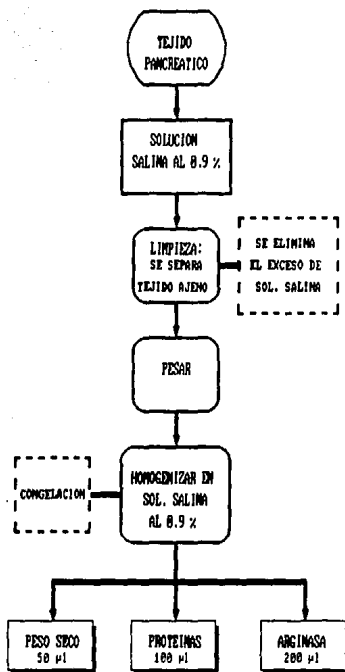 TEJIDO
PANCREATICO
SOLUCION
SALINA AL 0.9 %
LIMPIEZA:
SE SEPARA
TEJIDO AJENO
SE ELIMINA
EL EXCESO DE
SOL. SALINA
PESAR
CONGELACION
HOMOGENIZAR EN
SOL. SALINA
AL 0.9 %
PESO SECO
50 µl
PROTEINAS
100 µl
ARGINASA
200 µl